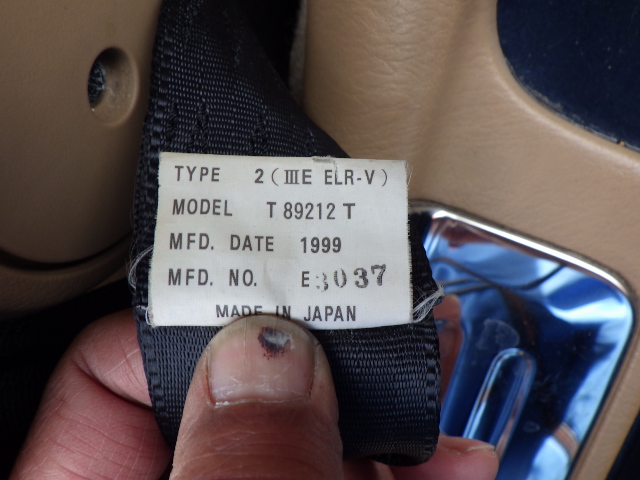 TYPE 2 (ⅢE ELR-V)
MODEL T 89212 T
MFD. DATE 1999
MFD. NO. E3037
MADE IN JAPAN